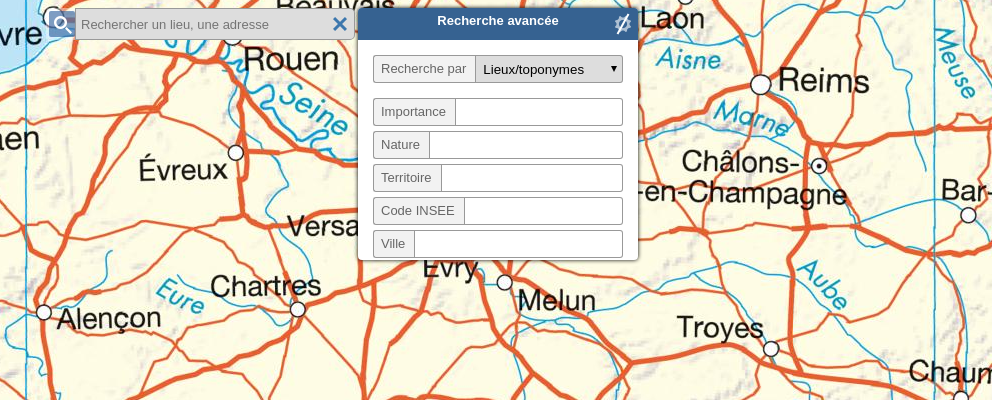 Beauvais
Laon
Rechercher un lieu, une adresse
Recherche avancée
vre
Rouen
Aisne
Reims
Meuse
Recherche par
Lieux/toponymes
Importance
Seine
Marne
en
Nature
Évreux
Châlons-
-en-Champagne
Territoire
Bar-
Code INSEE
Versa
Ville
Évry
Chartres
Eure
Melun
Aube
Alençon
Troyes
Chaum